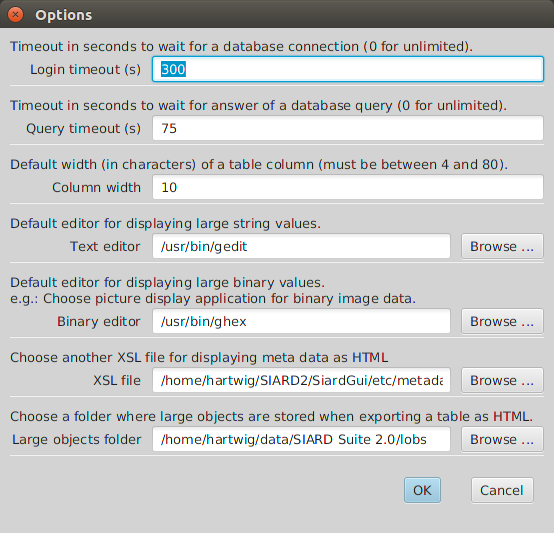 Options
Timeout in seconds to wait for a database connection (0 for unlimited).
Login timeout (s) 300
Timeout in seconds to wait for answer of a database query (0 for unlimited).
Query timeout (s) 75
Default width (in characters) of a table column (must be between 4 and 80).
Column width 10
Default editor for displaying large string values.
Text editor /usr/bin/gedit Browse ...
Default editor for displaying large binary values.
e.g.: Choose picture display application for binary image data.
Binary editor /usr/bin/ghex Browse ...
Choose another XSL file for displaying meta data as HTML
XSL file /home/hartwig/SIARD2/SiardGui/etc/metada Browse ...
Choose a folder where large objects are stored when exporting a table as HTML.
Large objects folder /home/hartwig/data/SIARD Suite 2.0/lobs Browse ...
OK Cancel